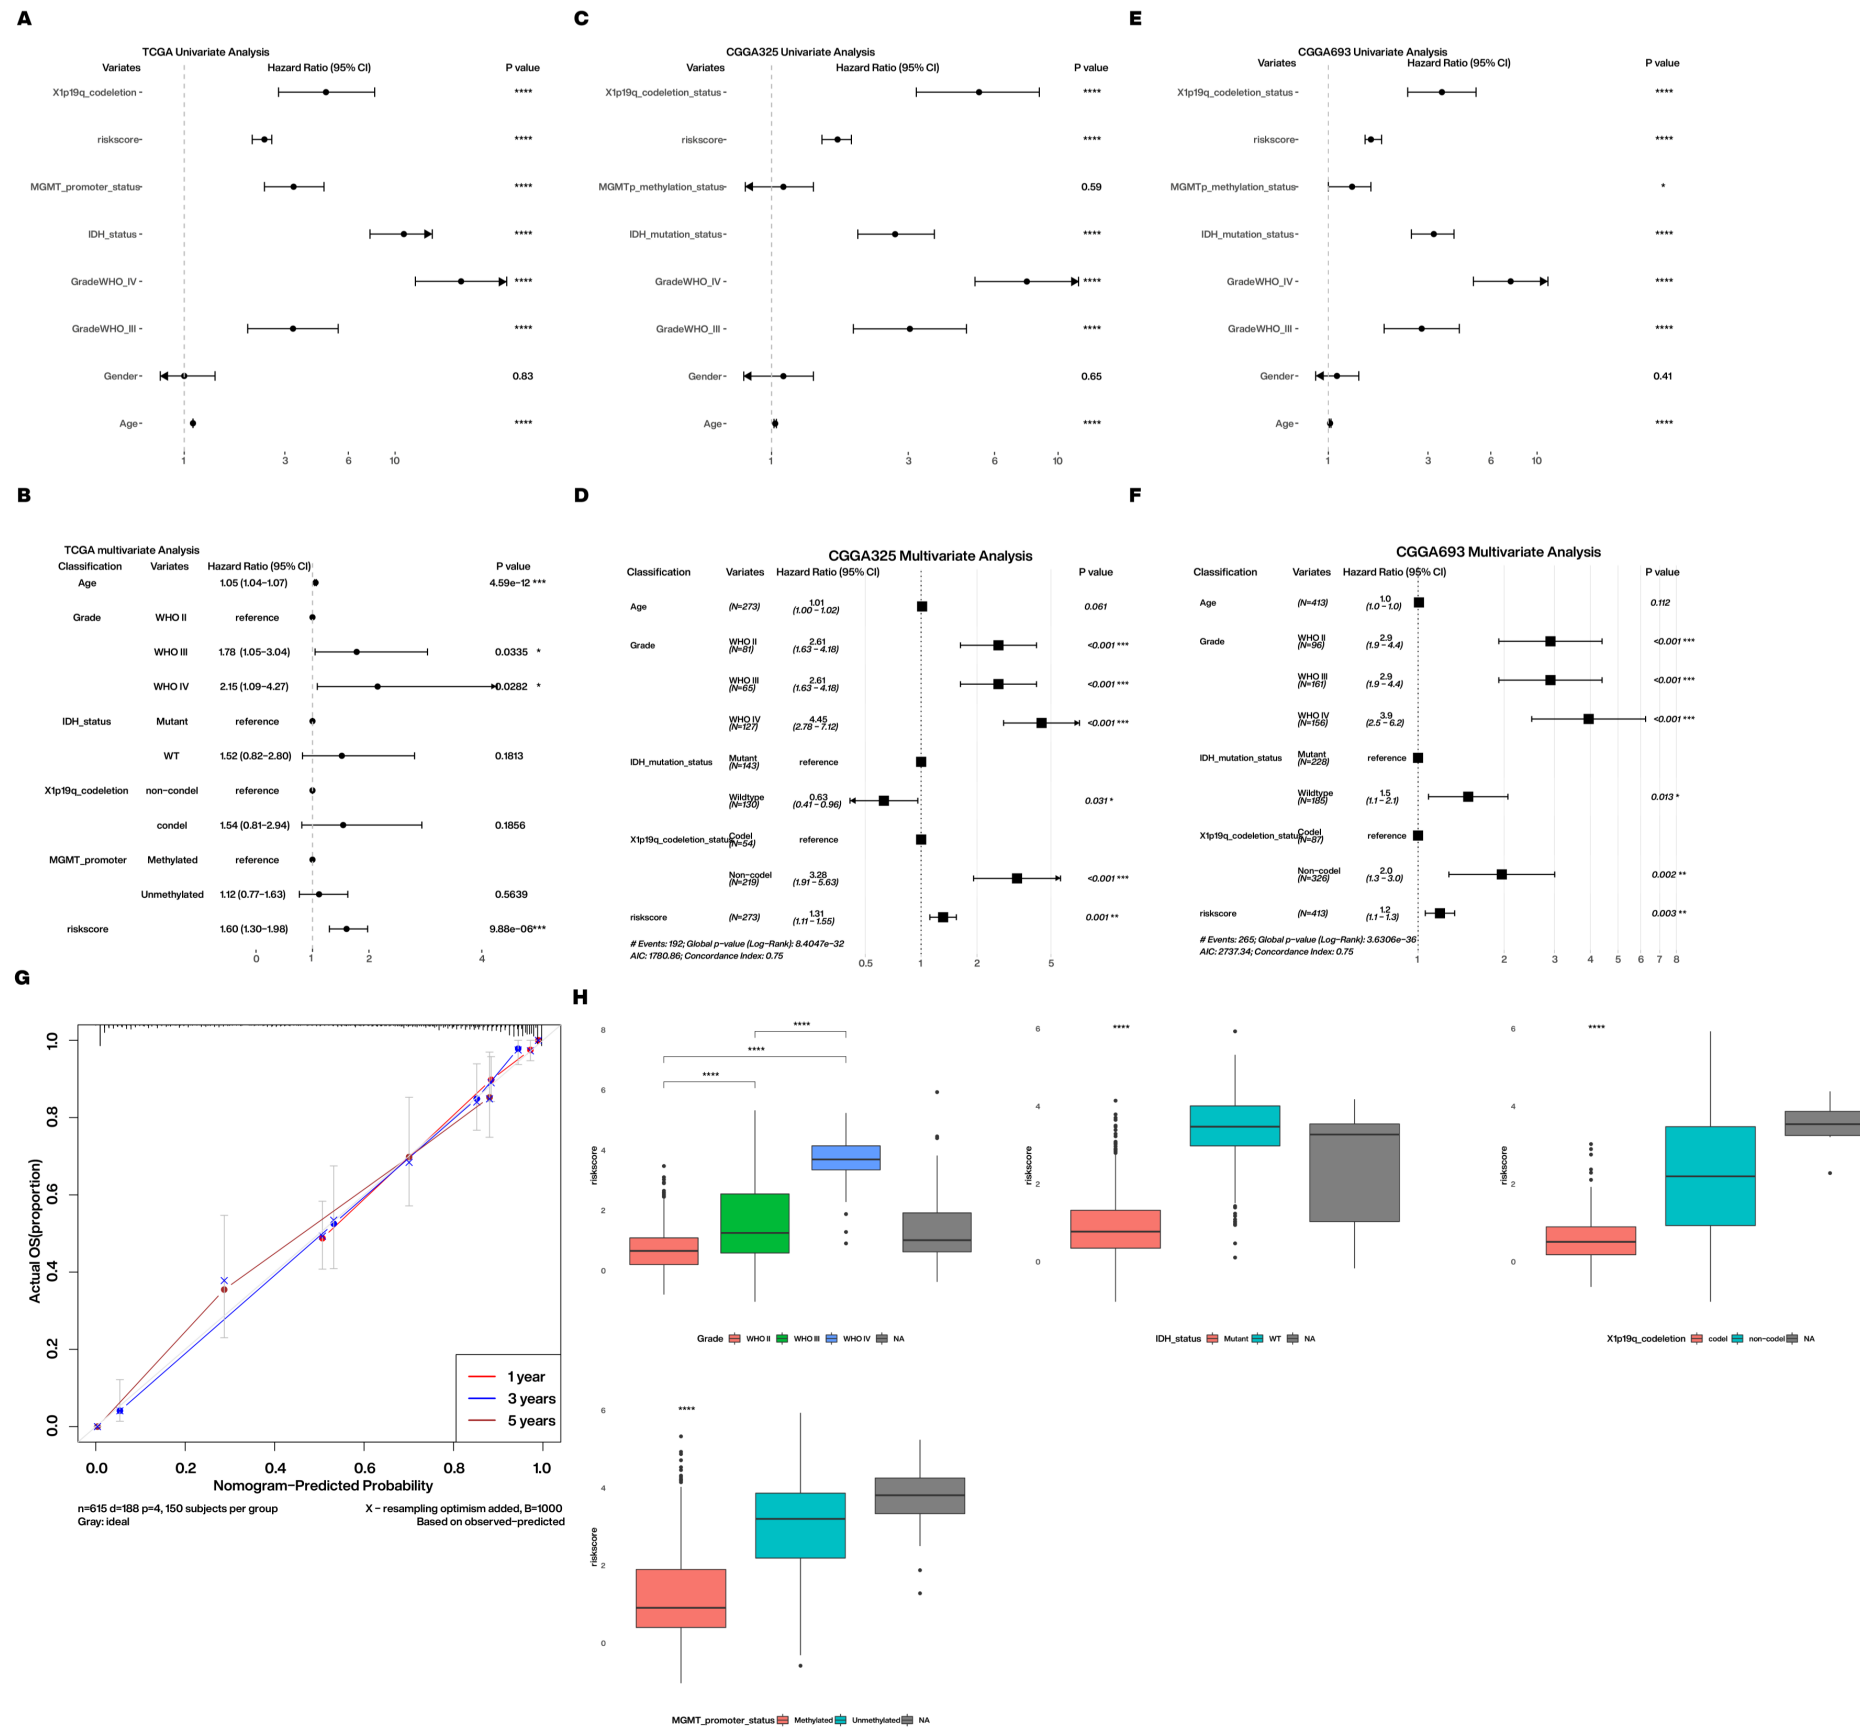 A
TCGA Univariate Analysis
Variates Hazard Ratio (95% CI) P value
X1p19q_codeletion ****
riskscore ****
MGMT_promoter_status ****
IDH_status ****
GradeWHO_IV ****
GradeWHO_III ****
Gender 0.83
Age ****
1 3 6 10
C
CGGA325 Univariate Analysis
Variates Hazard Ratio (95% CI) P value
X1p19q_codeletion_status ****
riskscore ****
MGMTp_methylation_status 0.59
IDH_mutation_status ****
GradeWHO_IV ****
GradeWHO_III ****
Gender 0.65
Age ****
1 3 6 10
E
CGGA693 Univariate Analysis
Variates Hazard Ratio (95% CI) P value
X1p19q_codeletion_status ****
riskscore ****
MGMTp_methylation_status *
IDH_mutation_status ****
GradeWHO_IV ****
GradeWHO_III ****
Gender 0.41
Age ****
1 3 6 10
B
TCGA multivariate Analysis
Classification Variates Hazard Ratio (95% CI) P value
Age 1.05 (1.04–1.07) 4.59e−12 ***
Grade WHO II reference
WHO III 1.78 (1.05–3.04) 0.0335 *
WHO IV 2.15 (1.09–4.27) 0.0282 *
IDH_status Mutant reference
WT 1.52 (0.82–2.80) 0.1813
X1p19q_codeletion non-condel reference
condel 1.54 (0.81–2.94) 0.1856
MGMT_promoter Methylated reference
Unmethylated 1.12 (0.77–1.63) 0.5639
riskscore 1.60 (1.30–1.98) 9.88e−06***
0 1 2 4
D
CGGA325 Multivariate Analysis
Classification Variates Hazard Ratio (95% CI) P value
Age (N=273) 1.01 (1.00 − 1.02) 0.061
Grade WHO II (N=81) 2.61 (1.63 − 4.18) <0.001 ***
WHO III (N=65) 2.61 (1.63 − 4.18) <0.001 ***
WHO IV (N=127) 4.45 (2.78 − 7.12) <0.001 ***
IDH_mutation_status Mutant (N=143) reference
Wildtype (N=130) 0.63 (0.41 − 0.96) 0.031 *
X1p19q_codeletion_status Codel (N=54) reference
Non-codel (N=219) 3.28 (1.91 − 5.63) <0.001 ***
riskscore (N=273) 1.31 (1.11 − 1.55) 0.001 **
# Events: 192; Global p-value (Log-Rank): 8.4047e-32
AIC: 1780.86; Concordance Index: 0.75
0.5 1 2 5
F
CGGA693 Multivariate Analysis
Classification Variates Hazard Ratio (95% CI) P value
Age (N=413) 1.0 (1.0 − 1.0) 0.112
Grade WHO II (N=96) 2.9 (1.9 − 4.4) <0.001 ***
WHO III (N=161) 2.9 (1.9 − 4.4) <0.001 ***
WHO IV (N=156) 3.9 (2.5 − 6.2) <0.001 ***
IDH_mutation_status Mutant (N=228) reference
Wildtype (N=185) 1.5 (1.1 − 2.1) 0.013 *
X1p19q_codeletion_status Codel (N=87) reference
Non-codel (N=326) 2.0 (1.3 − 3.0) 0.002 **
riskscore (N=413) 1.2 (1.1 − 1.3) 0.003 **
# Events: 265; Global p-value (Log-Rank): 3.6306e-36
AIC: 2737.34; Concordance Index: 0.75
1 2 3 4 5 6 7 8
G
Actual OS(proportion)
1.0
0.8
0.6
0.4
0.2
0.0
1 year
3 years
5 years
0.0 0.2 0.4 0.6 0.8 1.0
Nomogram−Predicted Probability
n=615 d=188 p=4, 150 subjects per group
Gray: ideal
X − resampling optimism added, B=1000
Based on observed−predicted
H
riskscore
8
6
4
2
0
****
****
****
Grade WHO II WHO III WHO IV NA
riskscore
6
4
2
0
****
IDH_status Mutant WT NA
riskscore
6
4
2
0
****
X1p19q_codeletion codel non-codel NA
riskscore
6
4
2
0
****
MGMT_promoter_status Methylated Unmethylated NA